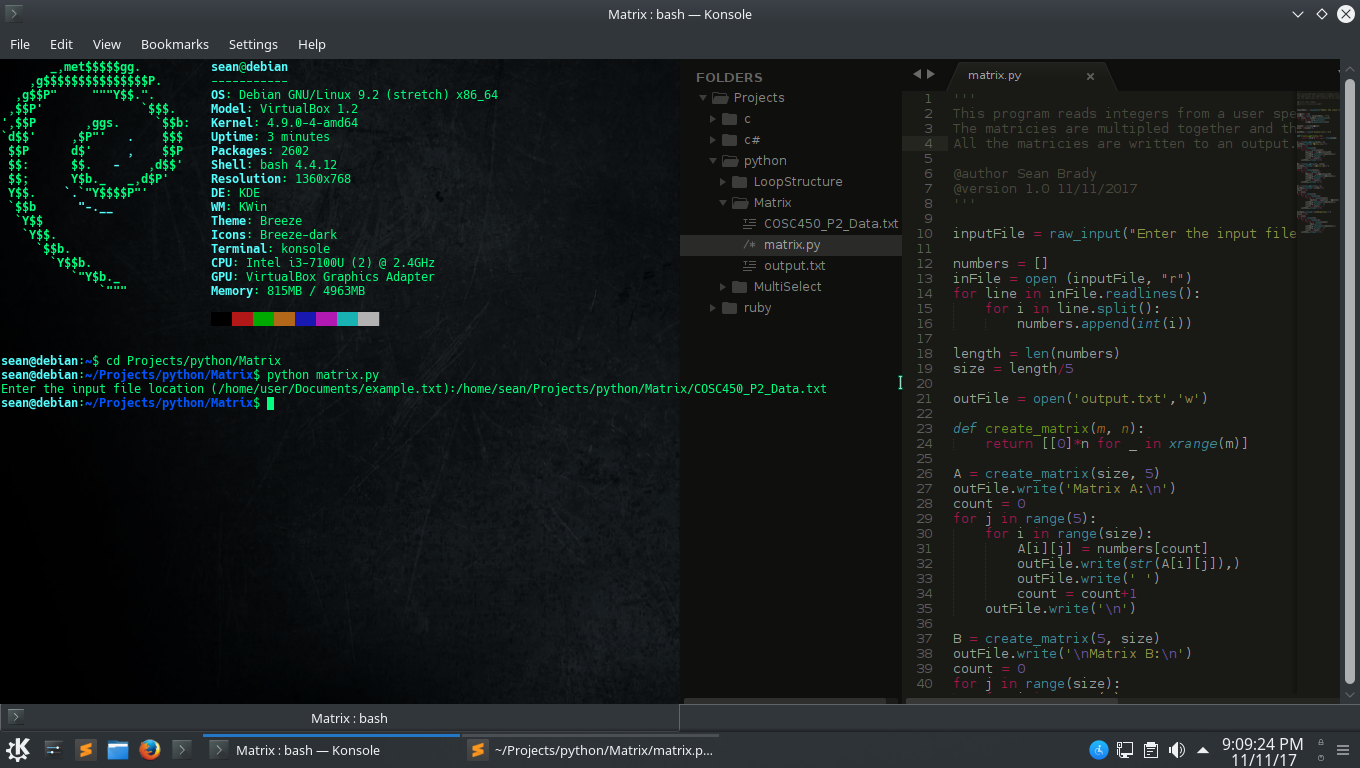 Matrix : bash — Konsole
File Edit View Bookmarks Settings Help
_,met$$$$$gg.
,g$$$$$$$$$$$$$$$P.
,g$$P"     """Y$$.".
,$$P'              `$$$.
',$$P       ,ggs.     `$$b:
`d$$'     ,$P"'   .    $$$
$$P      d$'     ,    $$P
$$:      $$.   -    ,d$$'
$$;      Y$b._   _,d$P'
Y$$.    `.`"Y$$$$P"'
`$$b      "-.__
`Y$$
`Y$$.
`$$b.
`Y$$b.
`"Y$b._
`"""
sean@debian
-----------
OS: Debian GNU/Linux 9.2 (stretch) x86_64
Model: VirtualBox 1.2
Kernel: 4.9.0-4-amd64
Uptime: 3 minutes
Packages: 2602
Shell: bash 4.4.12
Resolution: 1360x768
DE: KDE
WM: KWin
Theme: Breeze
Icons: Breeze-dark
Terminal: konsole
CPU: Intel i3-7100U (2) @ 2.4GHz
GPU: VirtualBox Graphics Adapter
Memory: 815MB / 4963MB
sean@debian:~$ cd Projects/python/Matrix
sean@debian:~/Projects/python/Matrix$ python matrix.py
Enter the input file location (/home/user/Documents/example.txt):/home/sean/Projects/python/Matrix/COSC450_P2_Data.txt
sean@debian:~/Projects/python/Matrix$
FOLDERS
Projects
c
c#
python
LoopStructure
Matrix
COSC450_P2_Data.txt
/* matrix.py
output.txt
MultiSelect
ruby
matrix.py
1 '''
2 This program reads integers from a user spe
3 The matricies are multipled together and th
4 All the matricies are written to an output.
5
6 @author Sean Brady
7 @version 1.0 11/11/2017
8 '''
9
10 inputFile = raw_input("Enter the input file
11
12 numbers = []
13 inFile = open (inputFile, "r")
14 for line in inFile.readlines():
15     for i in line.split():
16         numbers.append(int(i))
17
18 length = len(numbers)
19 size = length/5
20
21 outFile = open('output.txt','w')
22
23 def create_matrix(m, n):
24     return [[0]*n for _ in xrange(m)]
25
26 A = create_matrix(size, 5)
27 outFile.write('Matrix A:\n')
28 count = 0
29 for j in range(5):
30     for i in range(size):
31         A[i][j] = numbers[count]
32         outFile.write(str(A[i][j]),)
33         outFile.write(' ')
34         count = count+1
35     outFile.write('\n')
36
37 B = create_matrix(5, size)
38 outFile.write('\nMatrix B:\n')
39 count = 0
40 for j in range(size):
Matrix : bash
Matrix : bash — Konsole
~/Projects/python/Matrix/matrix.p...
9:09:24 PM
11/11/17